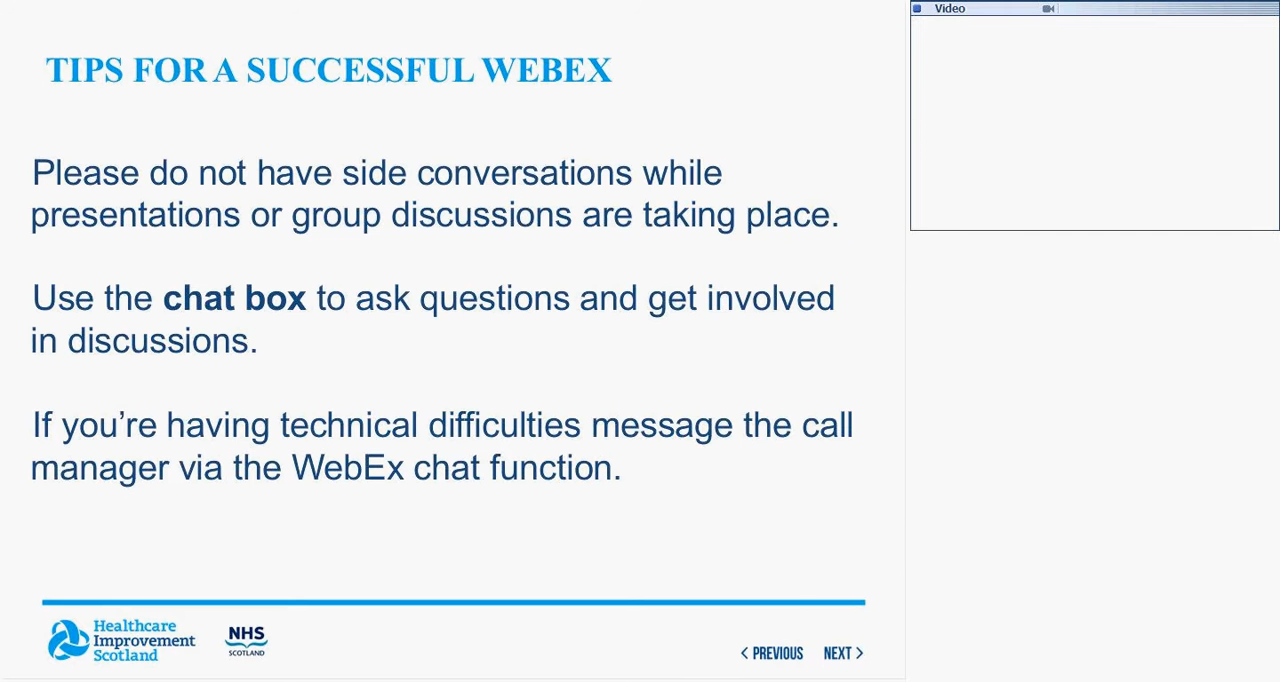 TIPS FOR A SUCCESSFUL WEBEX
Video
Please do not have side conversations while
presentations or group discussions are taking place.
Use the chat box to ask questions and get involved
in discussions.
If you’re having technical difficulties message the call
manager via the WebEx chat function.
Healthcare
Improvement
Scotland
NHS
SCOTLAND
< PREVIOUS
NEXT >